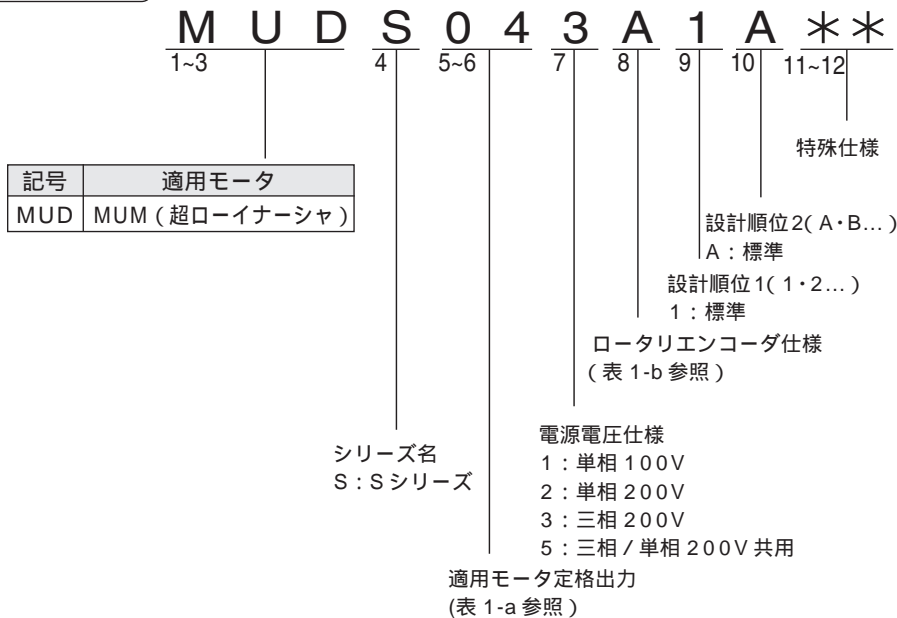 MUDS043A1A＊＊
1~3 4 5~6 7 8 9 10 11~12
特殊仕様
記号 適用モータ
MUD MUM（超ローイナーシャ）
設計順位2（A・B…）
A：標準
設計順位1（1・2…）
1：標準
ロータリエンコーダ仕様
（表 1-b 参照）
電源電圧仕様
1：単相 100V
2：単相 200V
3：三相 200V
5：三相 / 単相 200V 共用
シリーズ名
S：Sシリーズ
適用モータ定格出力
(表 1-a 参照）